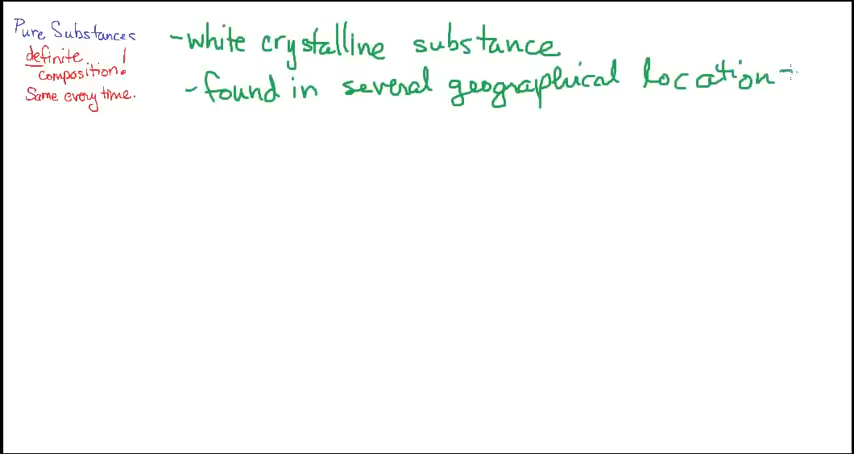 Pure Substances
definite !
composition.
Same every time.
-white crystalline substance
-found in several geographical location